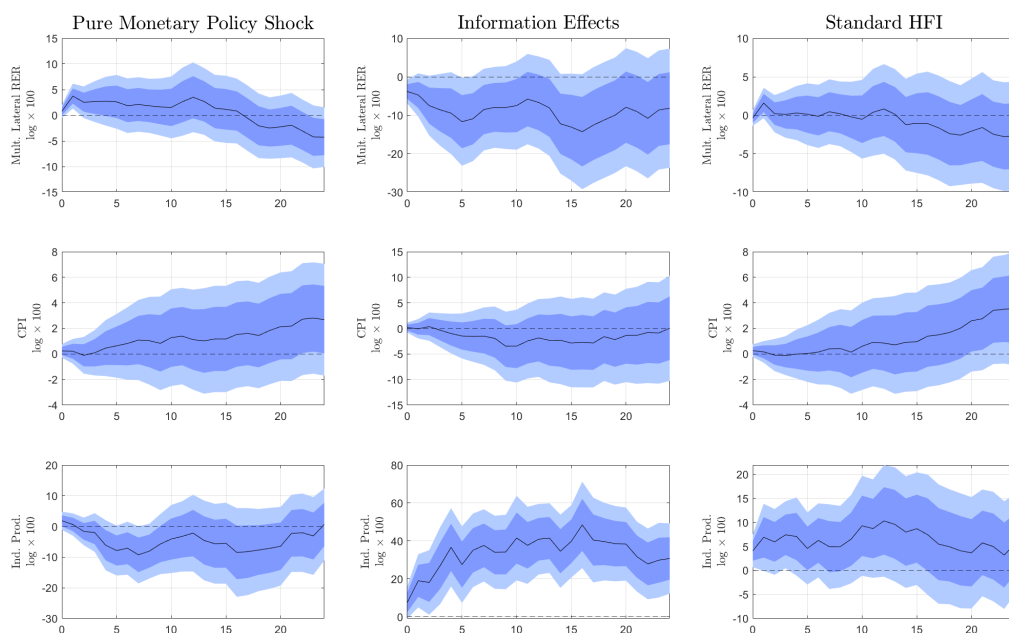 Pure Monetary Policy Shock
Information Effects
Standard HFI
Mult. Lateral RER
log × 100
15
10
5
0
-5
-10
-15
0 5 10 15 20
Mult. Lateral RER
log × 100
10
0
-10
-20
-30
0 5 10 15 20
Mult. Lateral RER
log × 100
10
5
0
-5
-10
0 5 10 15 20
CPI
log × 100
8
6
4
2
0
-2
-4
0 5 10 15 20
CPI
log × 100
15
10
5
0
-5
-10
-15
0 5 10 15 20
CPI
log × 100
8
6
4
2
0
-2
-4
0 5 10 15 20
Ind. Prod.
log × 100
20
10
0
-10
-20
-30
0 5 10 15 20
Ind. Prod.
log × 100
80
60
40
20
0
0 5 10 15 20
Ind. Prod.
log × 100
20
15
10
5
0
-5
-10
0 5 10 15 20